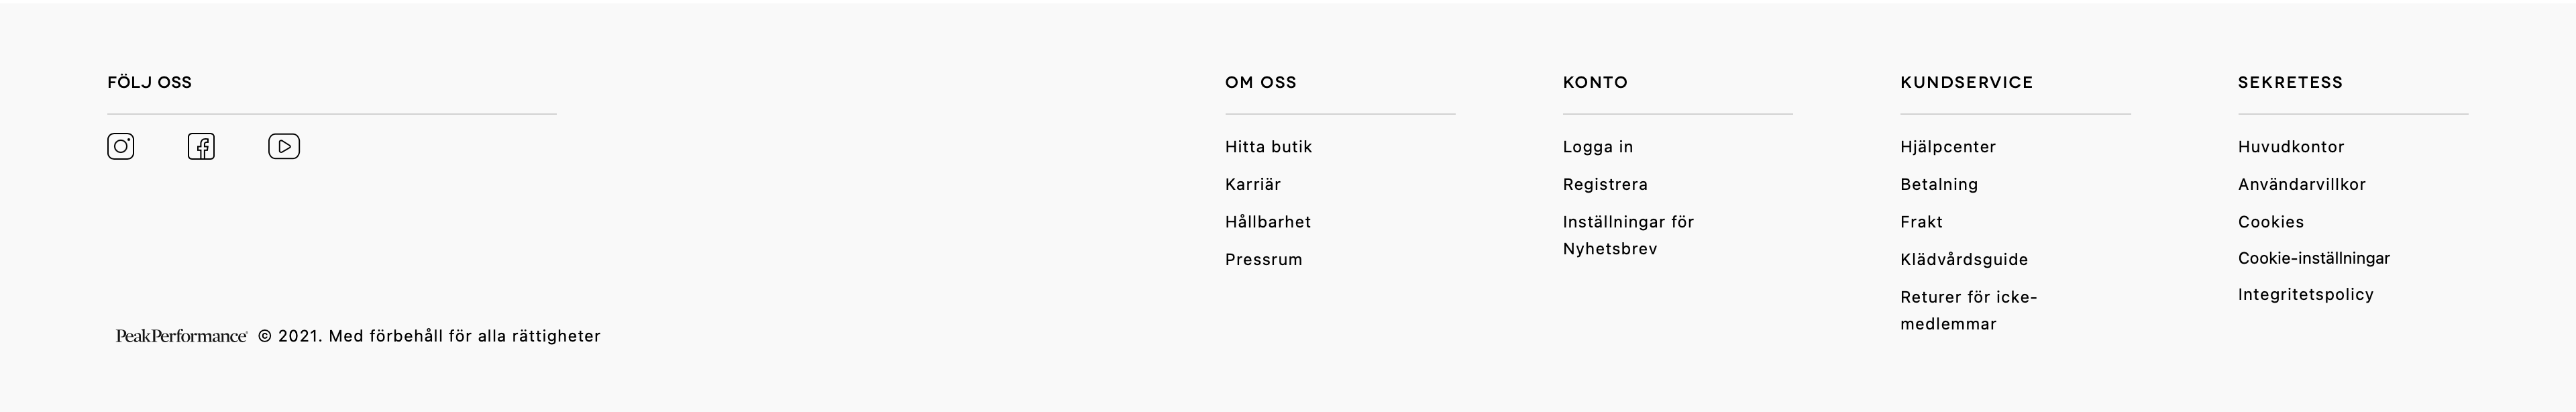 FÖLJ OSS
PeakPerformance © 2021. Med förbehåll för alla rättigheter
OM OSS
Hitta butik
Karriär
Hållbarhet
Pressrum
KONTO
Logga in
Registrera
Inställningar för
Nyhetsbrev
KUNDSERVICE
Hjälpcenter
Betalning
Frakt
Klädvårdsguide
Returer för icke-
medlemmar
SEKRETESS
Huvudkontor
Användarvillkor
Cookies
Cookie-inställningar
Integritetspolicy